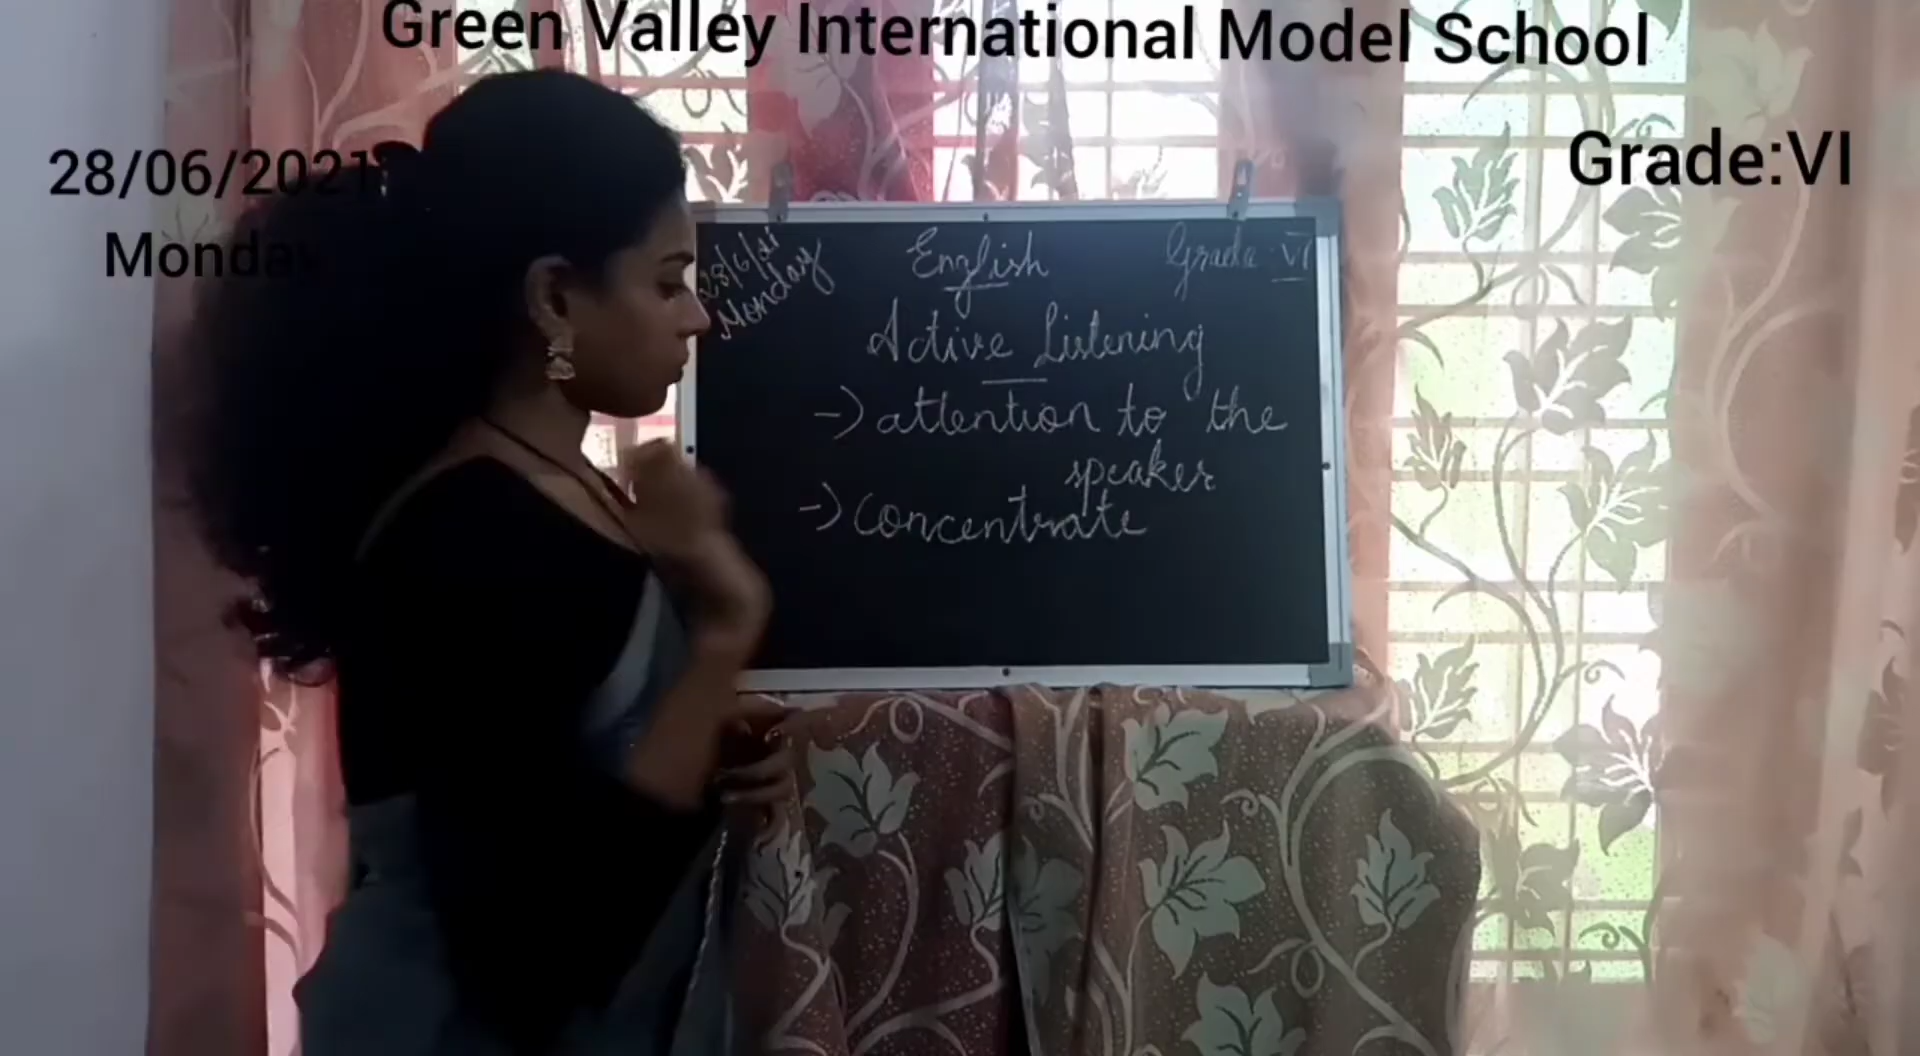 Green Valley International Model School
28/06/2021
Monday
Grade:VI
28/6/21
Monday
English
Grade: VI
Active Listening
-> attention to the
speaker
-> Concentrate